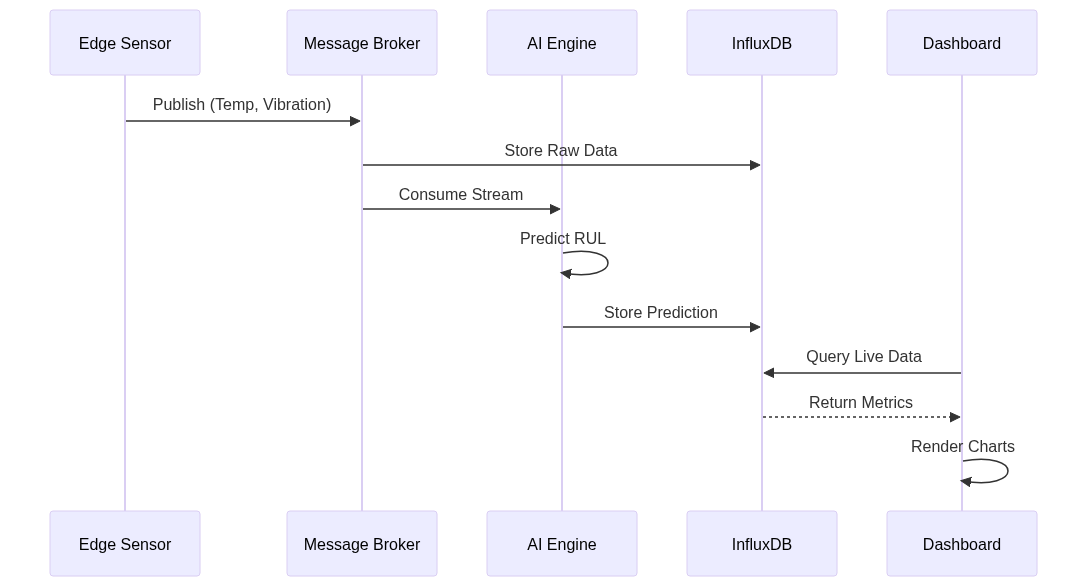 Edge Sensor
Message Broker
AI Engine
InfluxDB
Dashboard
Publish (Temp, Vibration)
Store Raw Data
Consume Stream
Predict RUL
Store Prediction
Query Live Data
Return Metrics
Render Charts
Edge Sensor
Message Broker
AI Engine
InfluxDB
Dashboard